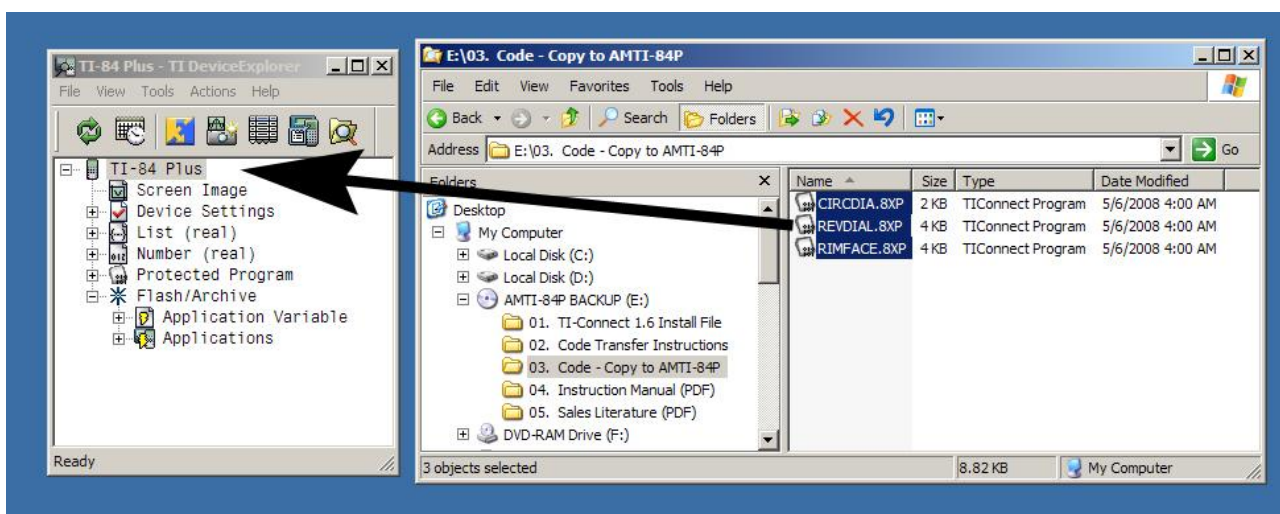 TI-84 Plus - TI DeviceExplorer
File View Tools Actions Help
TI-84 Plus
Screen Image
Device Settings
List (real)
Number (real)
Protected Program
Flash/Archive
Application Variable
Applications
Ready
E:\03. Code - Copy to AMTI-84P
File Edit View Favorites Tools Help
Back Search Folders
Address E:\03. Code - Copy to AMTI-84P Go
Folders
Desktop
My Computer
Local Disk (C:)
Local Disk (D:)
AMTI-84P BACKUP (E:)
01. TI-Connect 1.6 Install File
02. Code Transfer Instructions
03. Code - Copy to AMTI-84P
04. Instruction Manual (PDF)
05. Sales Literature (PDF)
DVD-RAM Drive (F:)
Name Size Type Date Modified
CIRCDIA.8XP 2 KB TIConnect Program 5/6/2008 4:00 AM
REVDIAL.8XP 4 KB TIConnect Program 5/6/2008 4:00 AM
RIMFACE.8XP 4 KB TIConnect Program 5/6/2008 4:00 AM
3 objects selected 8.82 KB My Computer